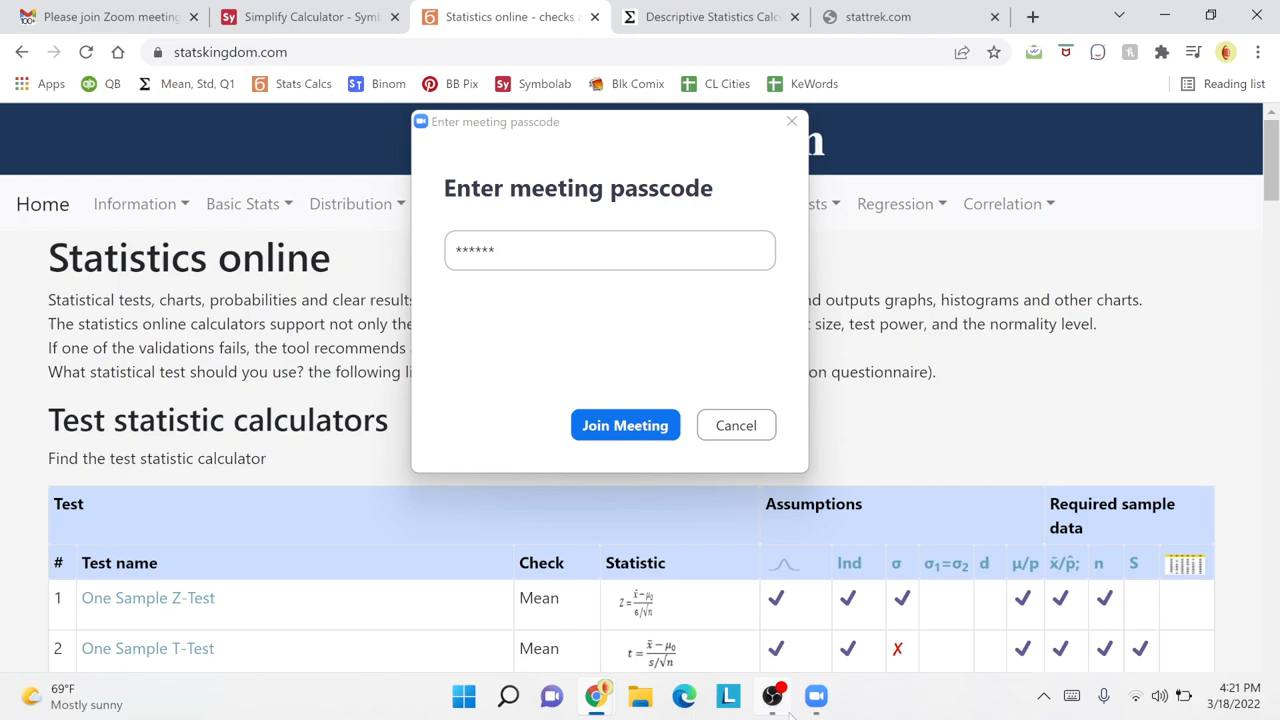 Please join Zoom meeting
Simplify Calculator - Symb
Statistics online - checks a
Descriptive Statistics Calc
stattrek.com
statskingdom.com
Apps
QB
Mean, Std, Q1
Stats Calcs
Binom
BB Pix
Symbolab
Blk Comix
CL Cities
KeWords
Reading list
Enter meeting passcode
Enter meeting passcode
******
Join Meeting
Cancel
Home
Information
Basic Stats
Distribution
sts
Regression
Correlation
Statistics online
Statistical tests, charts, probabilities and clear results
d outputs graphs, histograms and other charts.
The statistics online calculators support not only the
t size, test power, and the normality level.
If one of the validations fails, the tool recommends
What statistical test should you use? the following li
on questionnaire).
Test statistic calculators
Find the test statistic calculator
Test
Assumptions
Required sample data
# Test name Check Statistic Ind σ σ₁=σ₂ d μ/p x̄/p̂; n S
1 One Sample Z-Test Mean Z = (x̄ − μ₀)/(σ/√n) ✔ ✔ ✔ ✔ ✔ ✔
2 One Sample T-Test Mean t = (x̄ − μ₀)/(s/√n) ✔ ✔ ✗ ✔ ✔ ✔ ✔
69°F
Mostly sunny
4:21 PM
3/18/2022